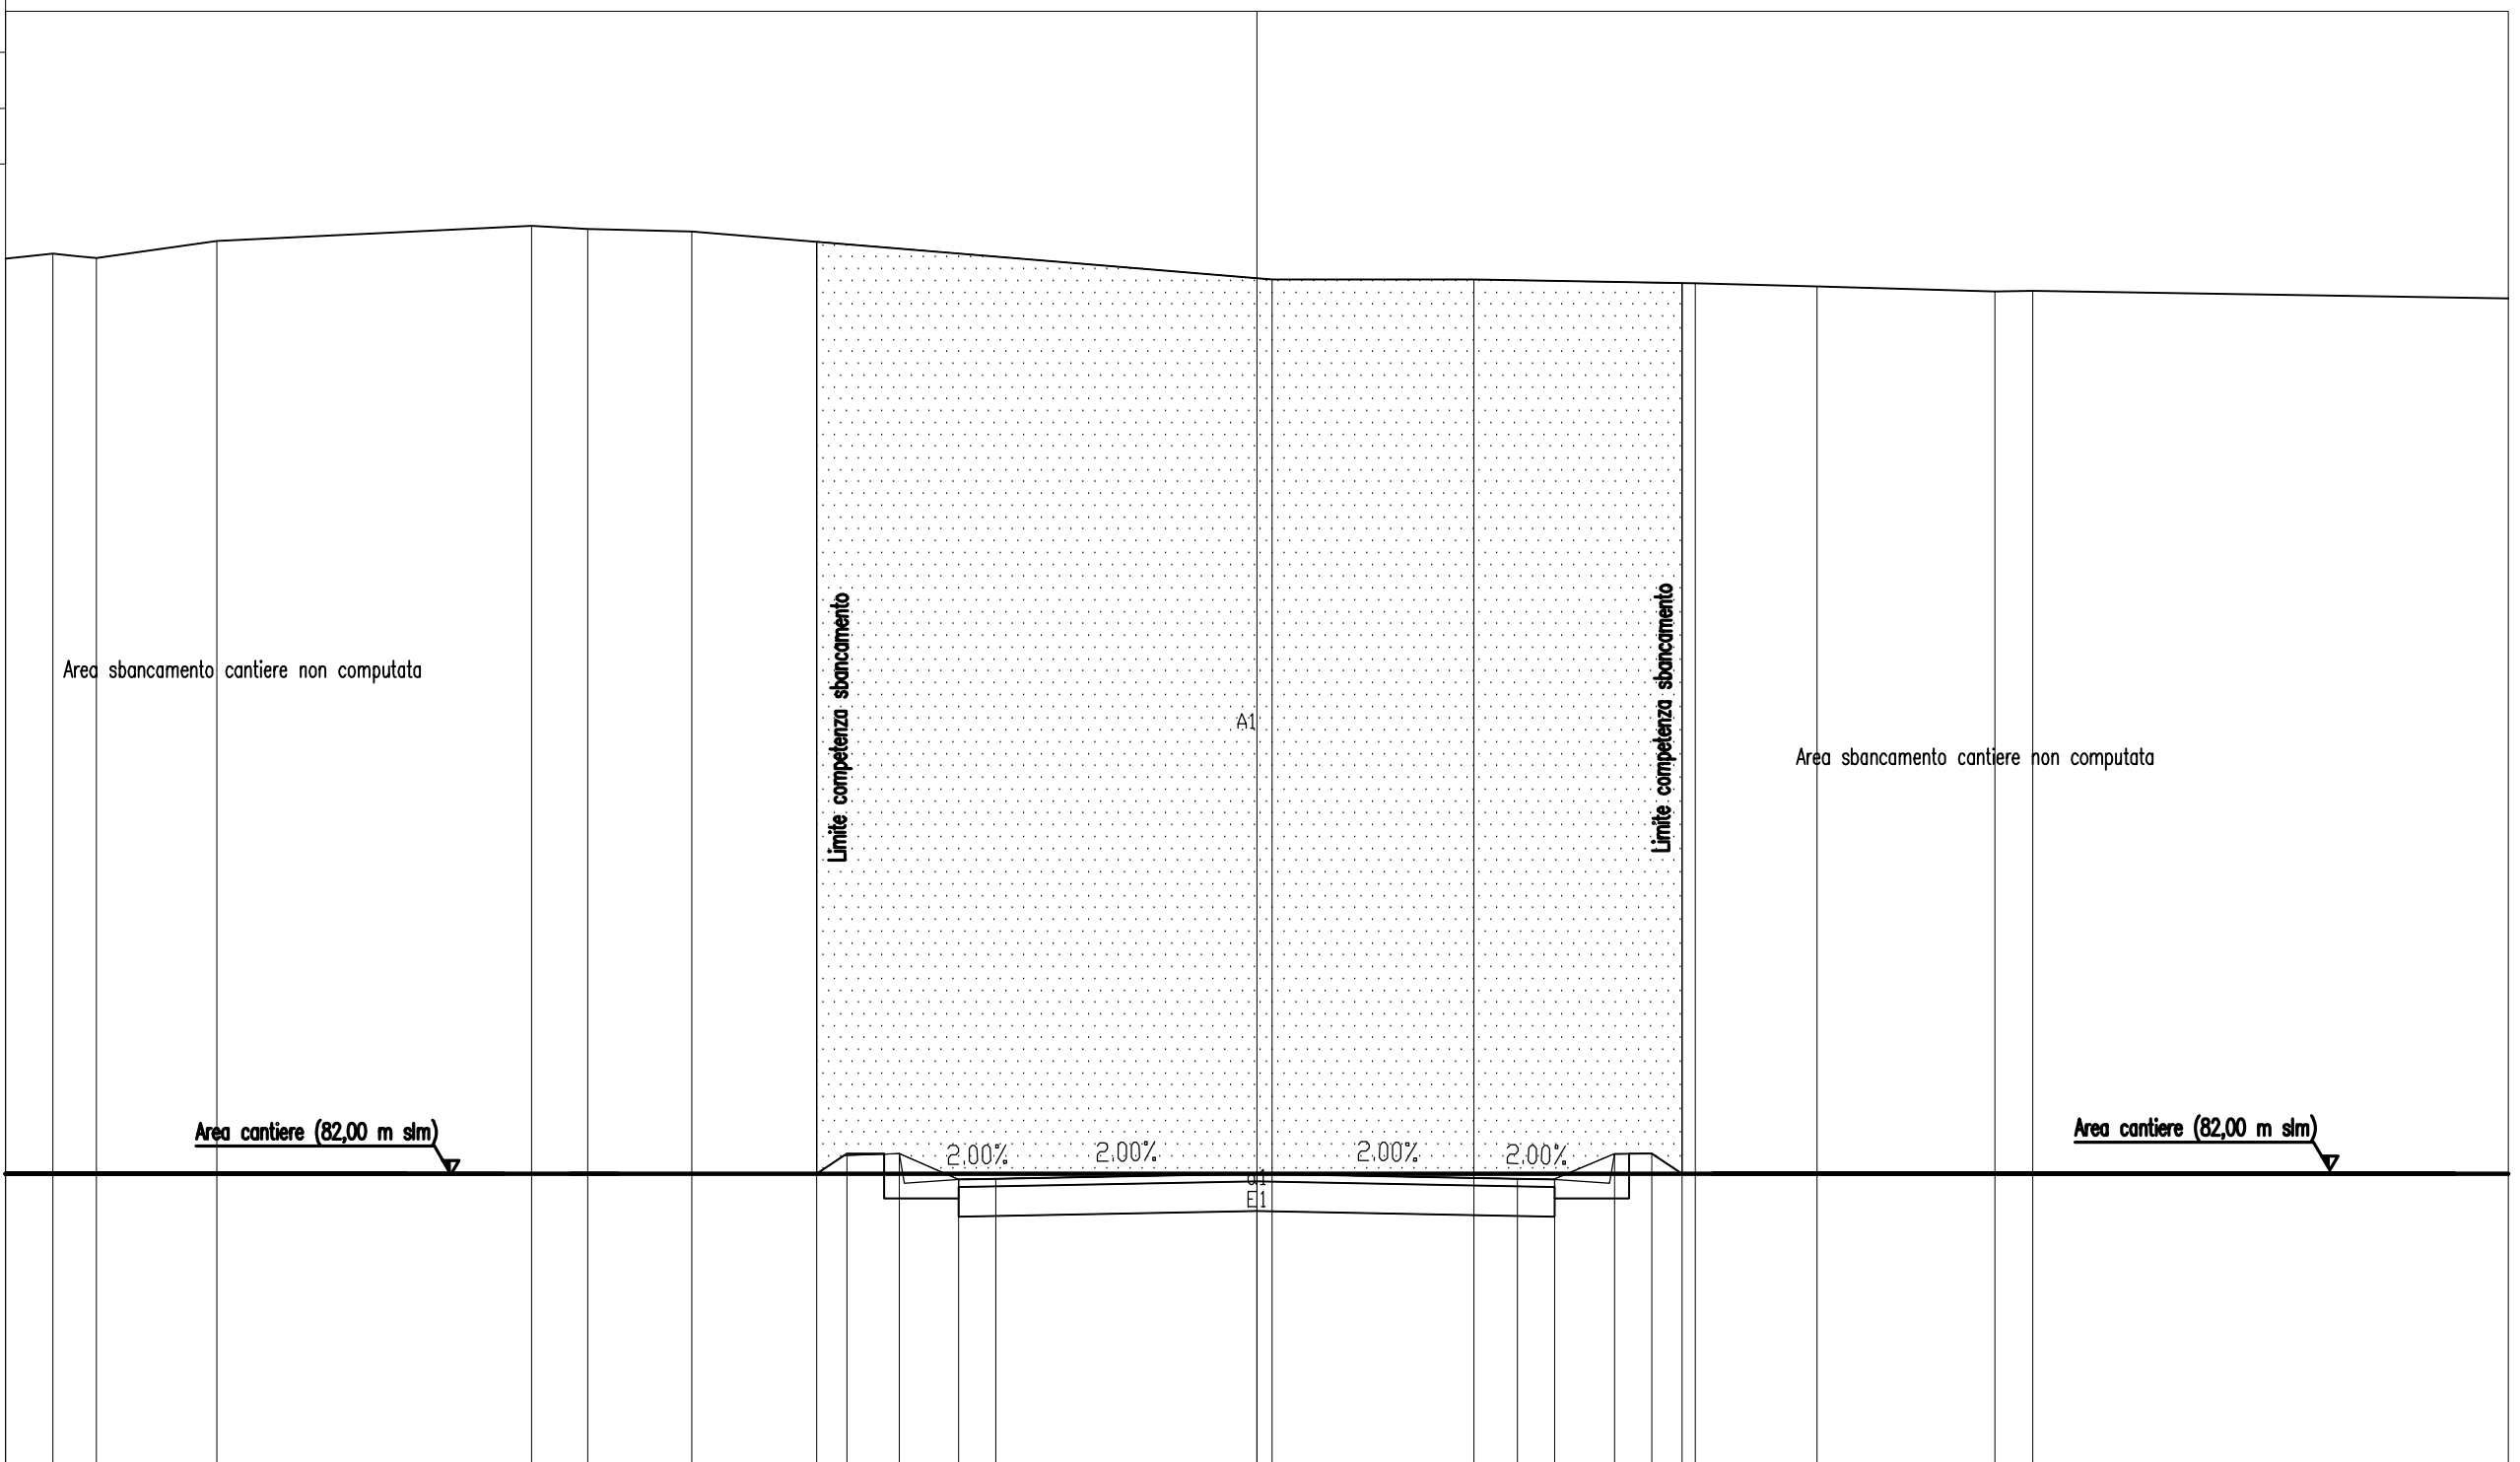 Limite competenza sbancamento
Limite competenza sbancamento
Area sbancamento cantiere non computata
A1
Area sbancamento cantiere non computata
Area cantiere (82,00 m slm)
Area cantiere (82,00 m slm)
2.00%
2.00%
2.00%
2.00%
E1